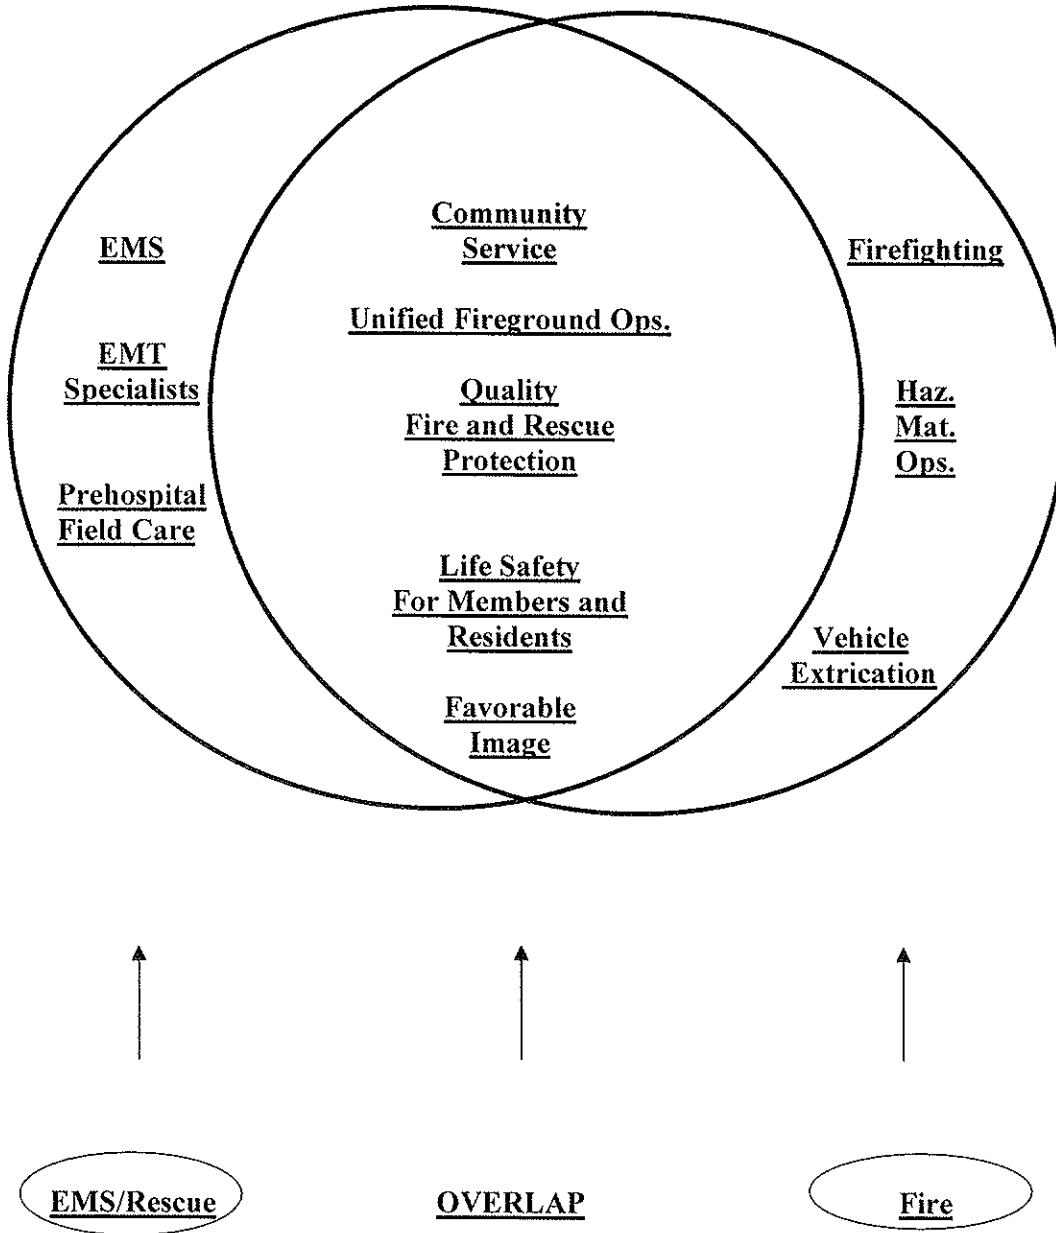 EMS
EMT
Specialists
Prehospital
Field Care
Community
Service
Unified Fireground Ops.
Quality
Fire and Rescue
Protection
Life Safety
For Members and
Residents
Favorable
Image
Firefighting
Haz.
Mat.
Ops.
Vehicle
Extrication
EMS/Rescue
OVERLAP
Fire